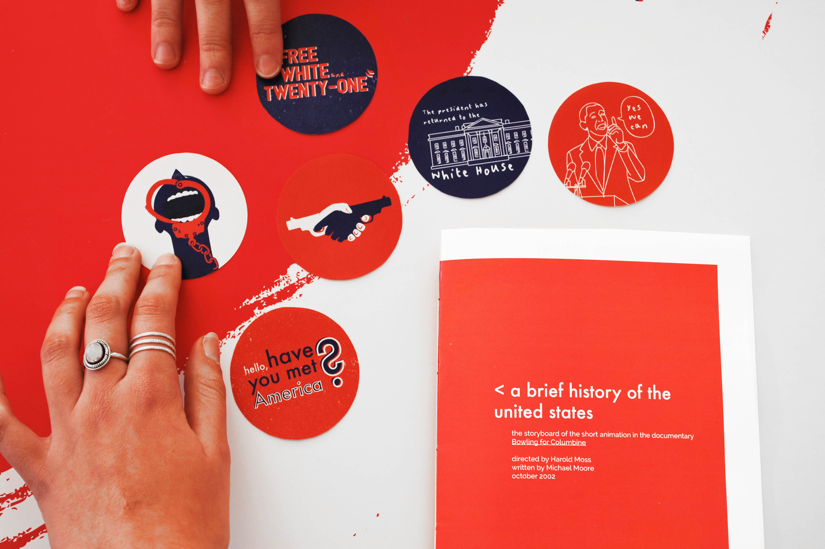 FREE
WHITE and
TWENTY-ONE
The president has
returned to the
White House
yes
we
can
hello, have
you met
America
?
< a brief history of the
united states
the storyboard of the short animation in the documentary
Bowling for Columbine
directed by Harold Moss
written by Michael Moore
october 2002